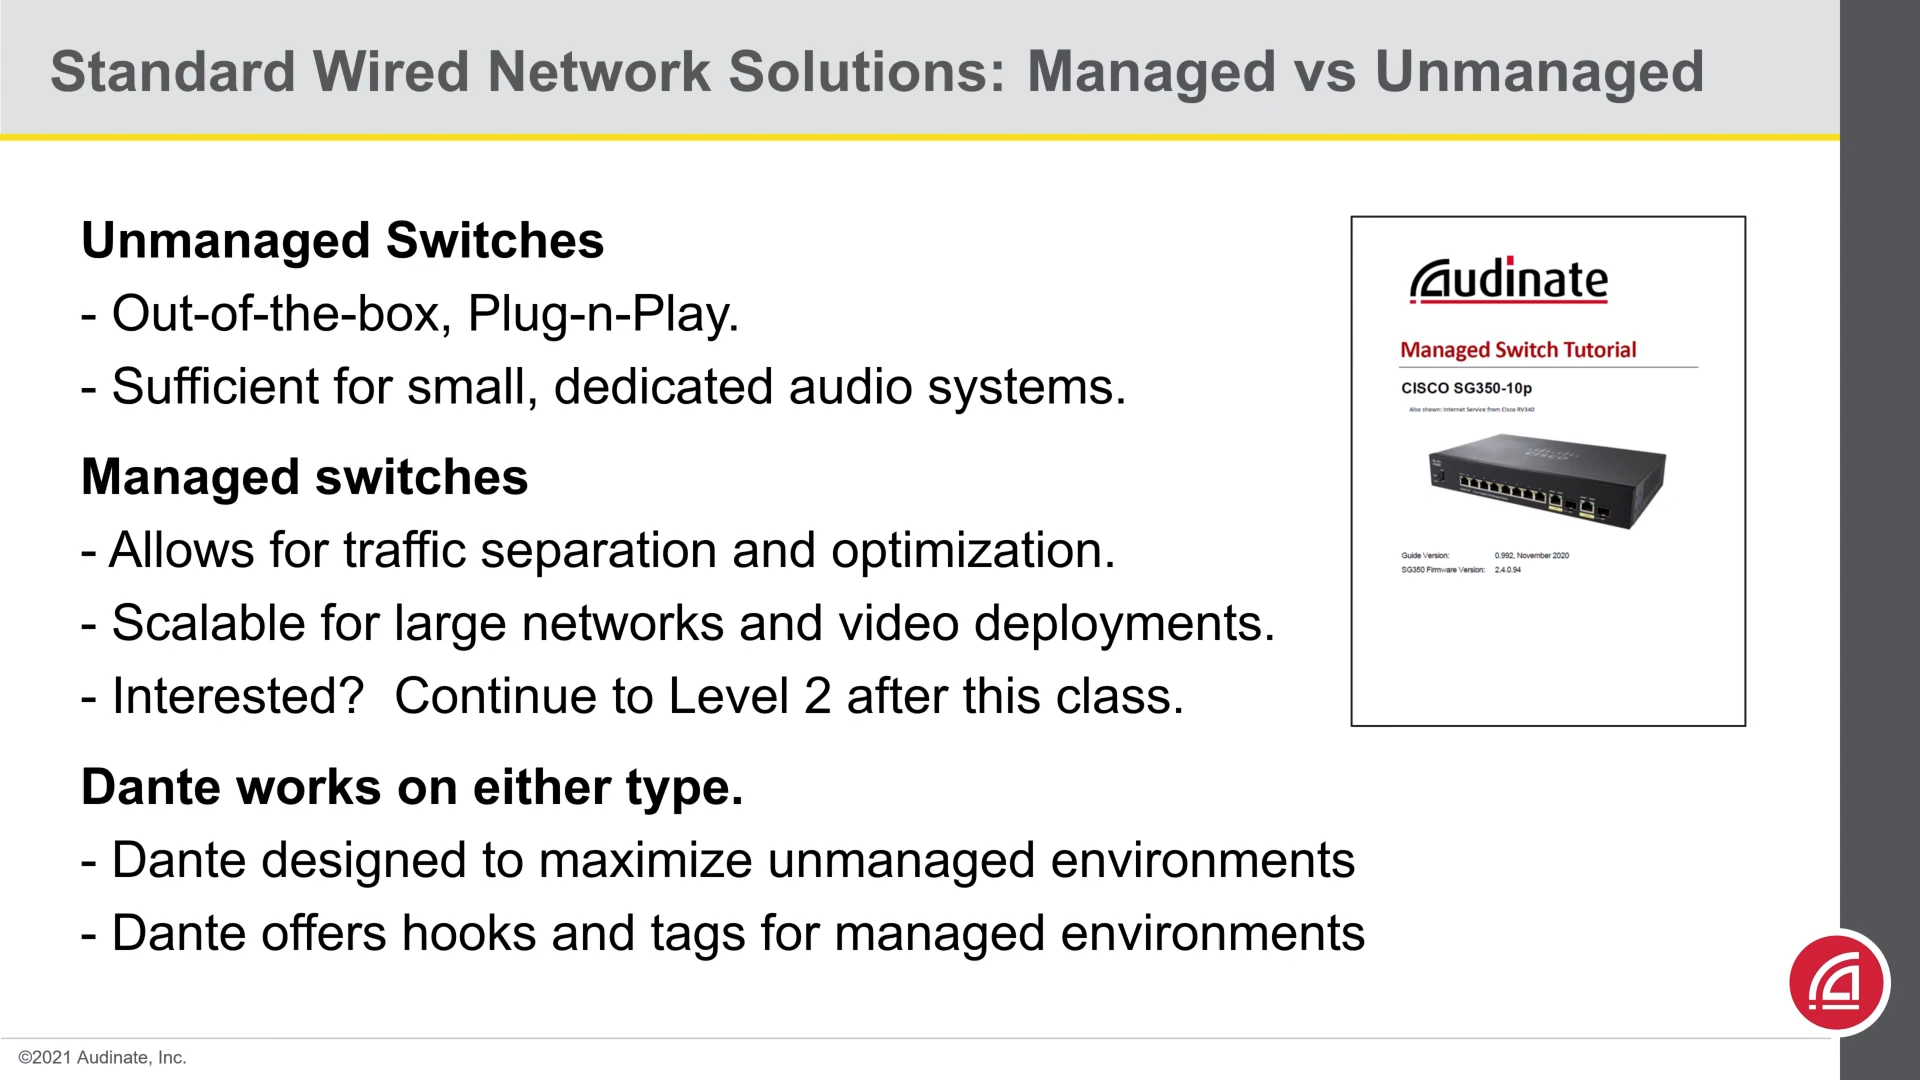 Standard Wired Network Solutions: Managed vs Unmanaged
Unmanaged Switches
- Out-of-the-box, Plug-n-Play.
- Sufficient for small, dedicated audio systems.
Managed switches
- Allows for traffic separation and optimization.
- Scalable for large networks and video deployments.
- Interested?  Continue to Level 2 after this class.
Dante works on either type.
- Dante designed to maximize unmanaged environments
- Dante offers hooks and tags for managed environments
Audinate
Managed Switch Tutorial
CISCO SG350-10p
Also shown: Internet Service from Cisco RV340
cisco
Guide Version: 0.992, November 2020
SG350 Firmware Version: 2.4.0.94
©2021 Audinate, Inc.